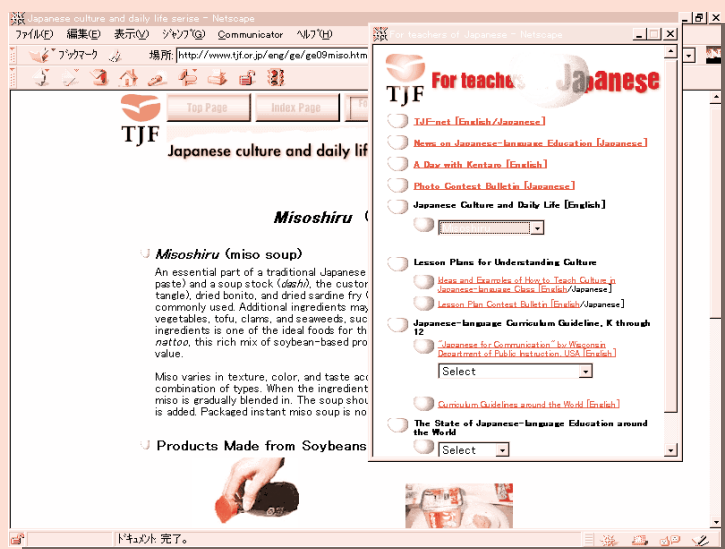 Japanese culture and daily life serise - Netscape
ファイル(F) 編集(E) 表示(V) ジャンプ(G) Communicator ヘルプ(H)
ブックマーク 場所: http://www.tjf.or.jp/eng/ge/ge09miso.htm
Top Page Index Page
TJF
Japanese culture and daily lif
Misoshiru (
Misoshiru (miso soup)
An essential part of a traditional Japanese
paste) and a soup stock (dashi), the custor
tangle), dried bonito, and dried sardine fry (
commonly used. Additional ingredients may
vegetables, tofu, clams, and seaweeds, suc
ingredients is one of the ideal foods for th
nattoo, this rich mix of soybean-based pro
value.
Miso varies in texture, color, and taste acc
combination of types. When the ingredient
miso is gradually blended in. The soup shou
is added. Packaged instant miso soup is no
Products Made from Soybeans
ドキュメント: 完了。
For teachers of Japanese - Netscape
TJF
For teache Japanese
TJF-net [English/Japanese]
News on Japanese-language Education [Japanese]
A Day with Kentaro [English]
Photo Contest Bulletin [Japanese]
Japanese Culture and Daily Life [English]
Misoshiru
Lesson Plans for Understanding Culture
Ideas and Examples of How to Teach Culture in
Japanese-language Class [English/Japanese]
Lesson Plan Contest Bulletin [English/Japanese]
Japanese-language Curriculum Guideline, K through
12
"Japanese for Communication" by Wisconsin
Department of Public Instruction, USA [English]
Select
Curriculum Guidelines around the World [English]
The State of Japanese-language Education around
the World
Select